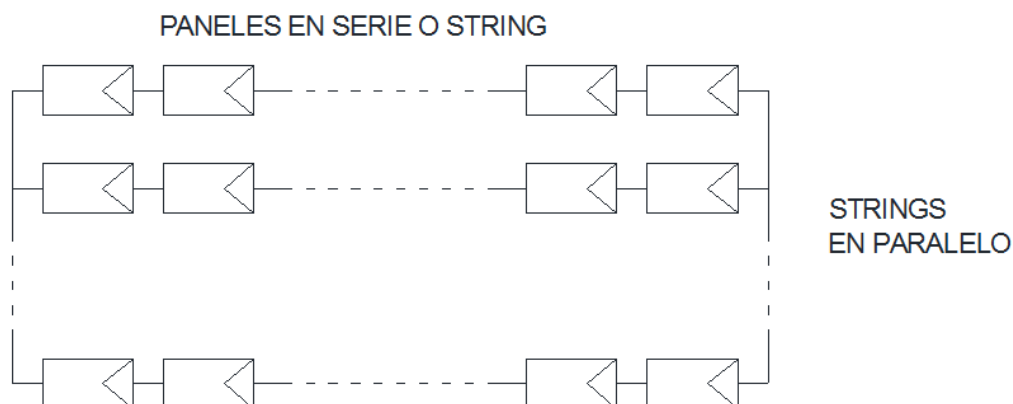 PANELES EN SERIE O STRING
STRINGS
EN PARALELO